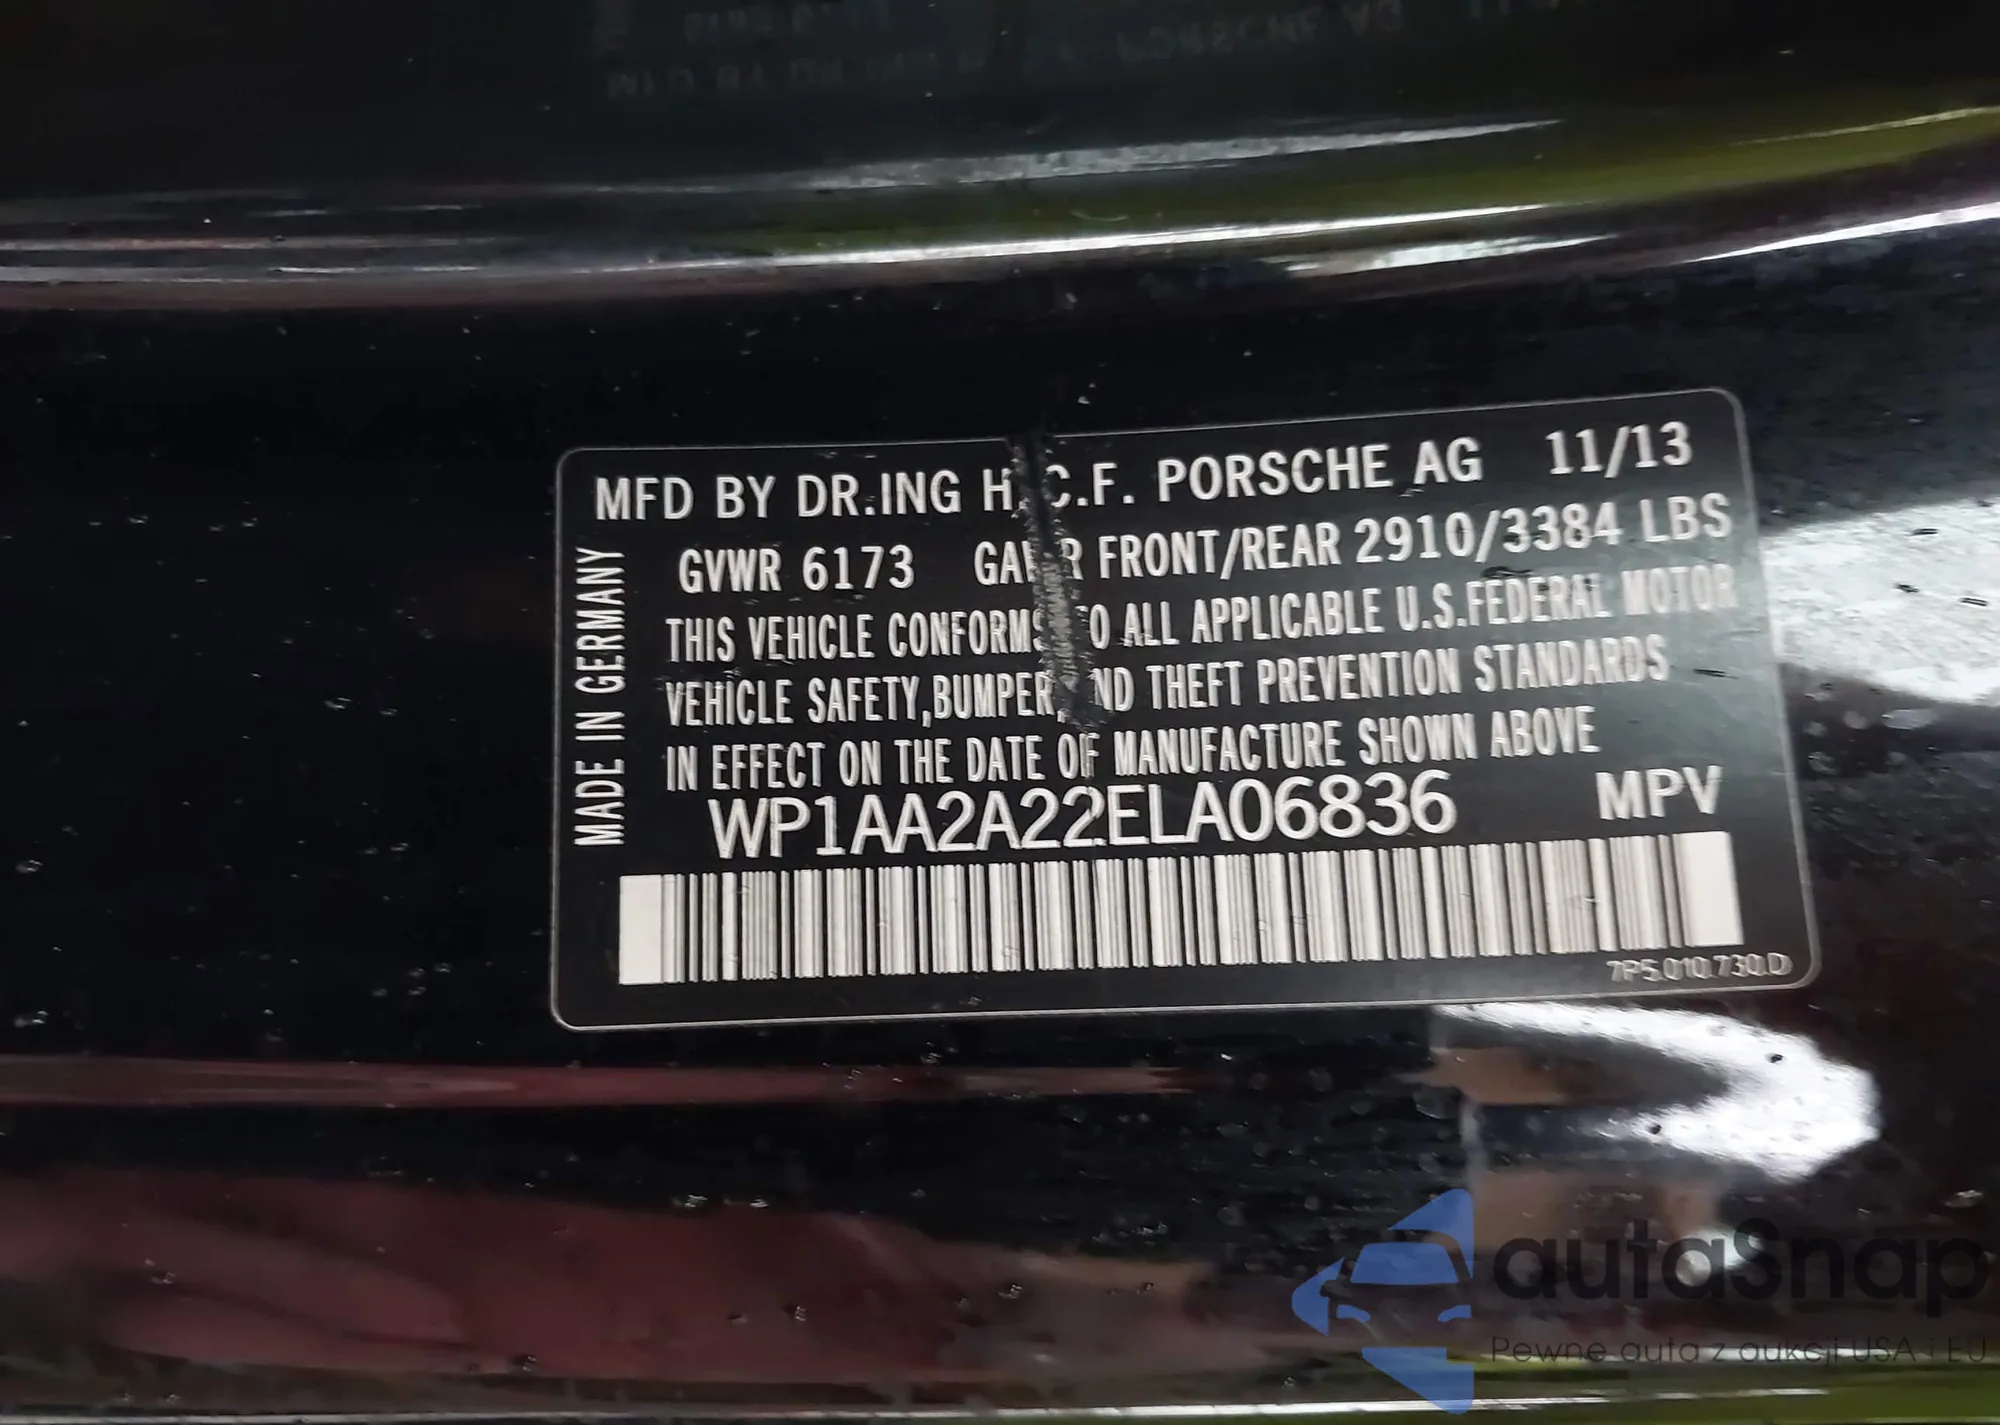 MFD BY DR.ING H.C.F. PORSCHE AG 11/13
GVWR 6173 GAWR FRONT/REAR 2910/3384 LBS
THIS VEHICLE CONFORMS TO ALL APPLICABLE U.S.FEDERAL MOTOR
VEHICLE SAFETY,BUMPER, AND THEFT PREVENTION STANDARDS
IN EFFECT ON THE DATE OF MANUFACTURE SHOWN ABOVE
WP1AA2A22ELA06836 MPV
MADE IN GERMANY
7P5.010.730.D
autaSnap
Pewne auta z aukcji USA i EU